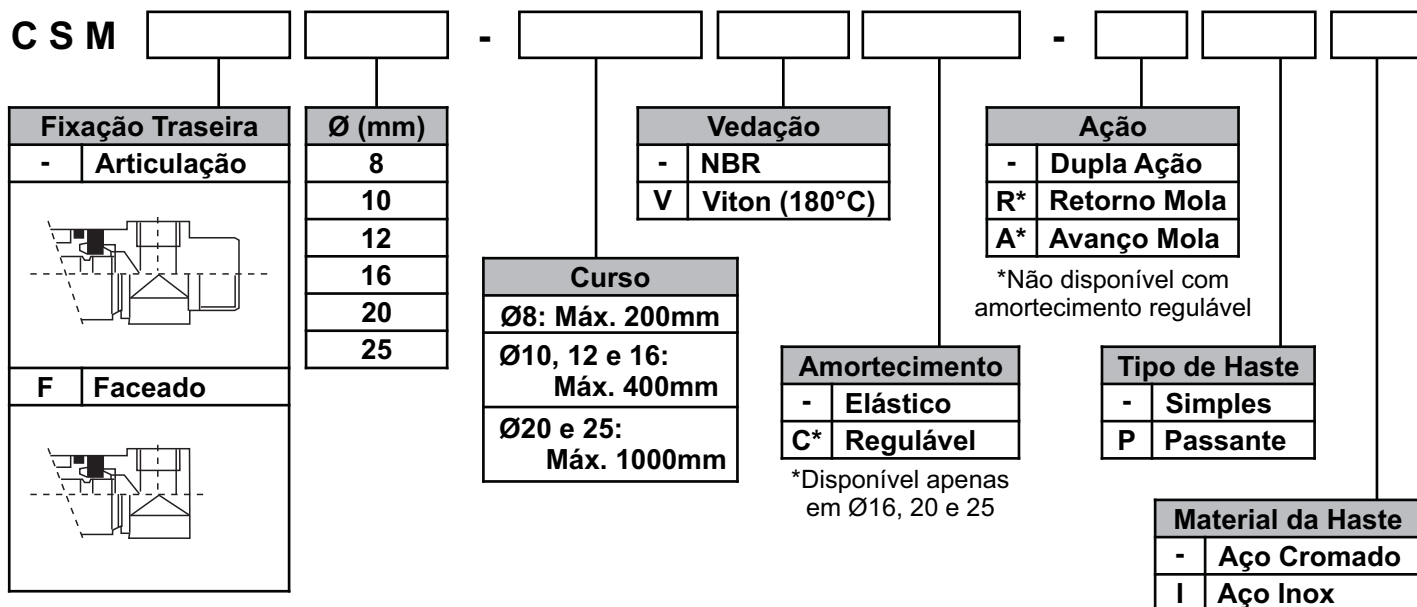 C S M - -
Fixação Traseira
- Articulação
F Faceado
Ø (mm)
8
10
12
16
20
25
Curso
Ø8: Máx. 200mm
Ø10, 12 e 16:
Máx. 400mm
Ø20 e 25:
Máx. 1000mm
Vedação
- NBR
V Viton (180°C)
Amortecimento
- Elástico
C* Regulável
*Disponível apenas
em Ø16, 20 e 25
Ação
- Dupla Ação
R* Retorno Mola
A* Avanço Mola
*Não disponível com
amortecimento regulável
Tipo de Haste
- Simples
P Passante
Material da Haste
- Aço Cromado
I Aço Inox